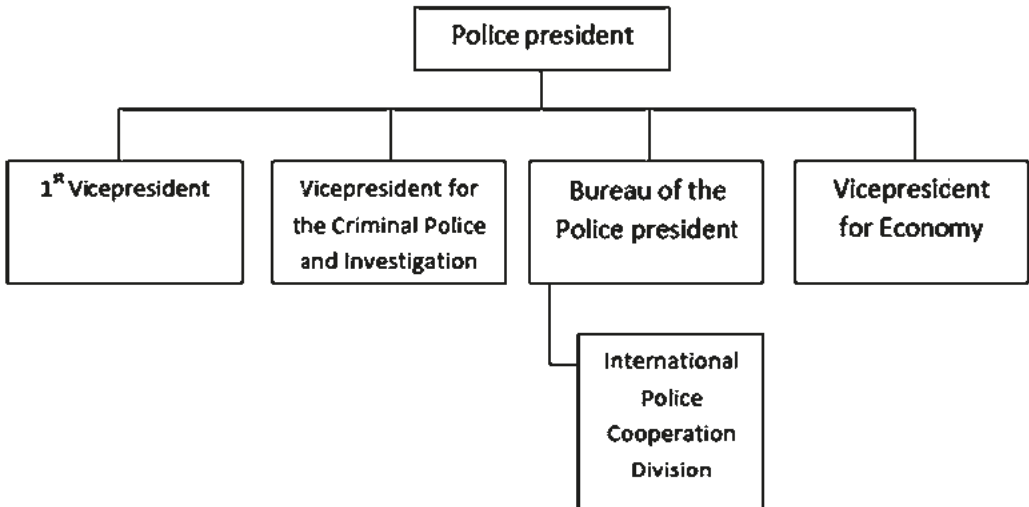 Police president
1st Vicepresident
Vicepresident for
the Criminal Police
and Investigation
Bureau of the
Police president
Vicepresident
for Economy
International
Police
Cooperation
Division